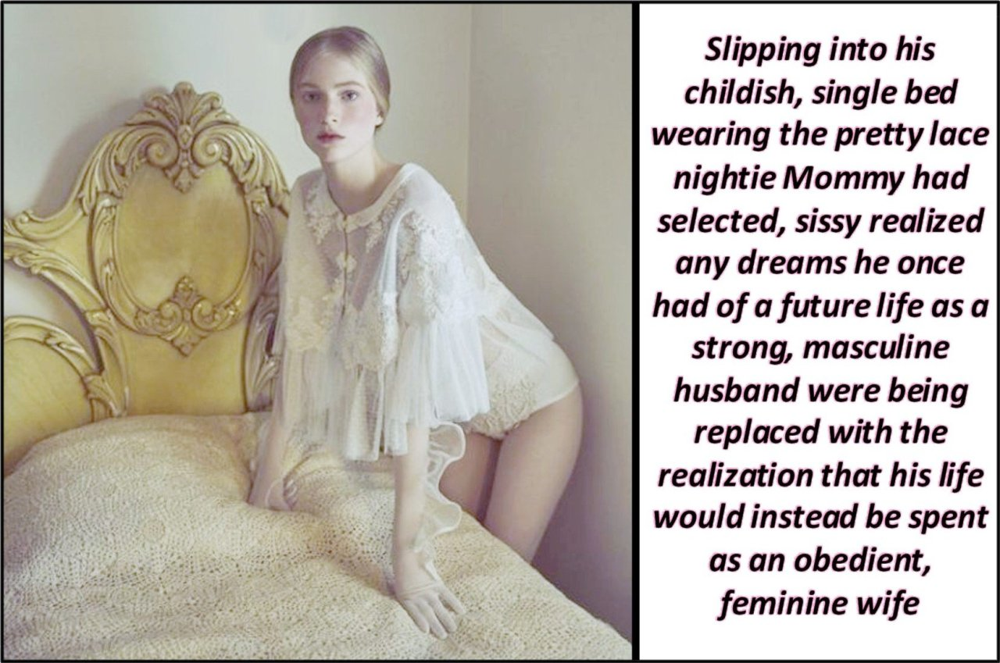 Slipping into his
childish, single bed
wearing the pretty lace
nightie Mommy had
selected, sissy realized
any dreams he once
had of a future life as a
strong, masculine
husband were being
replaced with the
realization that his life
would instead be spent
as an obedient,
feminine wife